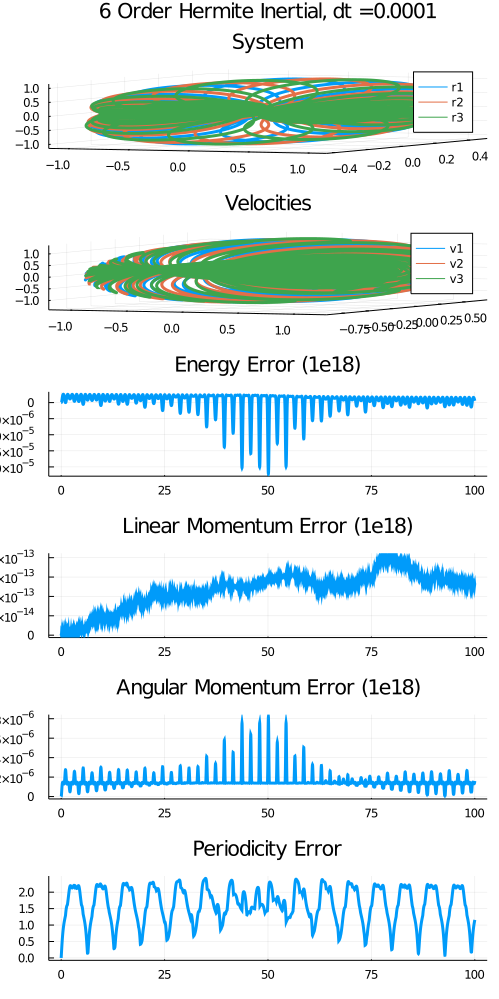 6 Order Hermite Inertial, dt =0.0001
System
1.0
0.5
0.0
−0.5
−1.0
r1
r2
r3
−1.0 −0.5 0.0 0.5 1.0 −0.4 −0.2 0.0 0.2 0.4
Velocities
1.0
0.5
0.0
−0.5
−1.0
v1
v2
v3
−1.0 −0.5 0.0 0.5 1.0 −0.75 −0.50 −0.25 0.00 0.25 0.50
Energy Error (1e18)
0
0 25 50 75 100
Linear Momentum Error (1e18)
0
0 25 50 75 100
Angular Momentum Error (1e18)
2×10⁻⁶
0
0 25 50 75 100
Periodicity Error
2.0
1.5
1.0
0.5
0.0
0 25 50 75 100